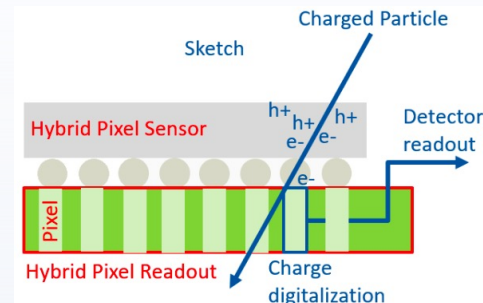 Charged Particle
Sketch
h+
h+
h+
e-
e-
Hybrid Pixel Sensor
Detector
readout
e-
Pixel
Hybrid Pixel Readout
Charge
digitalization